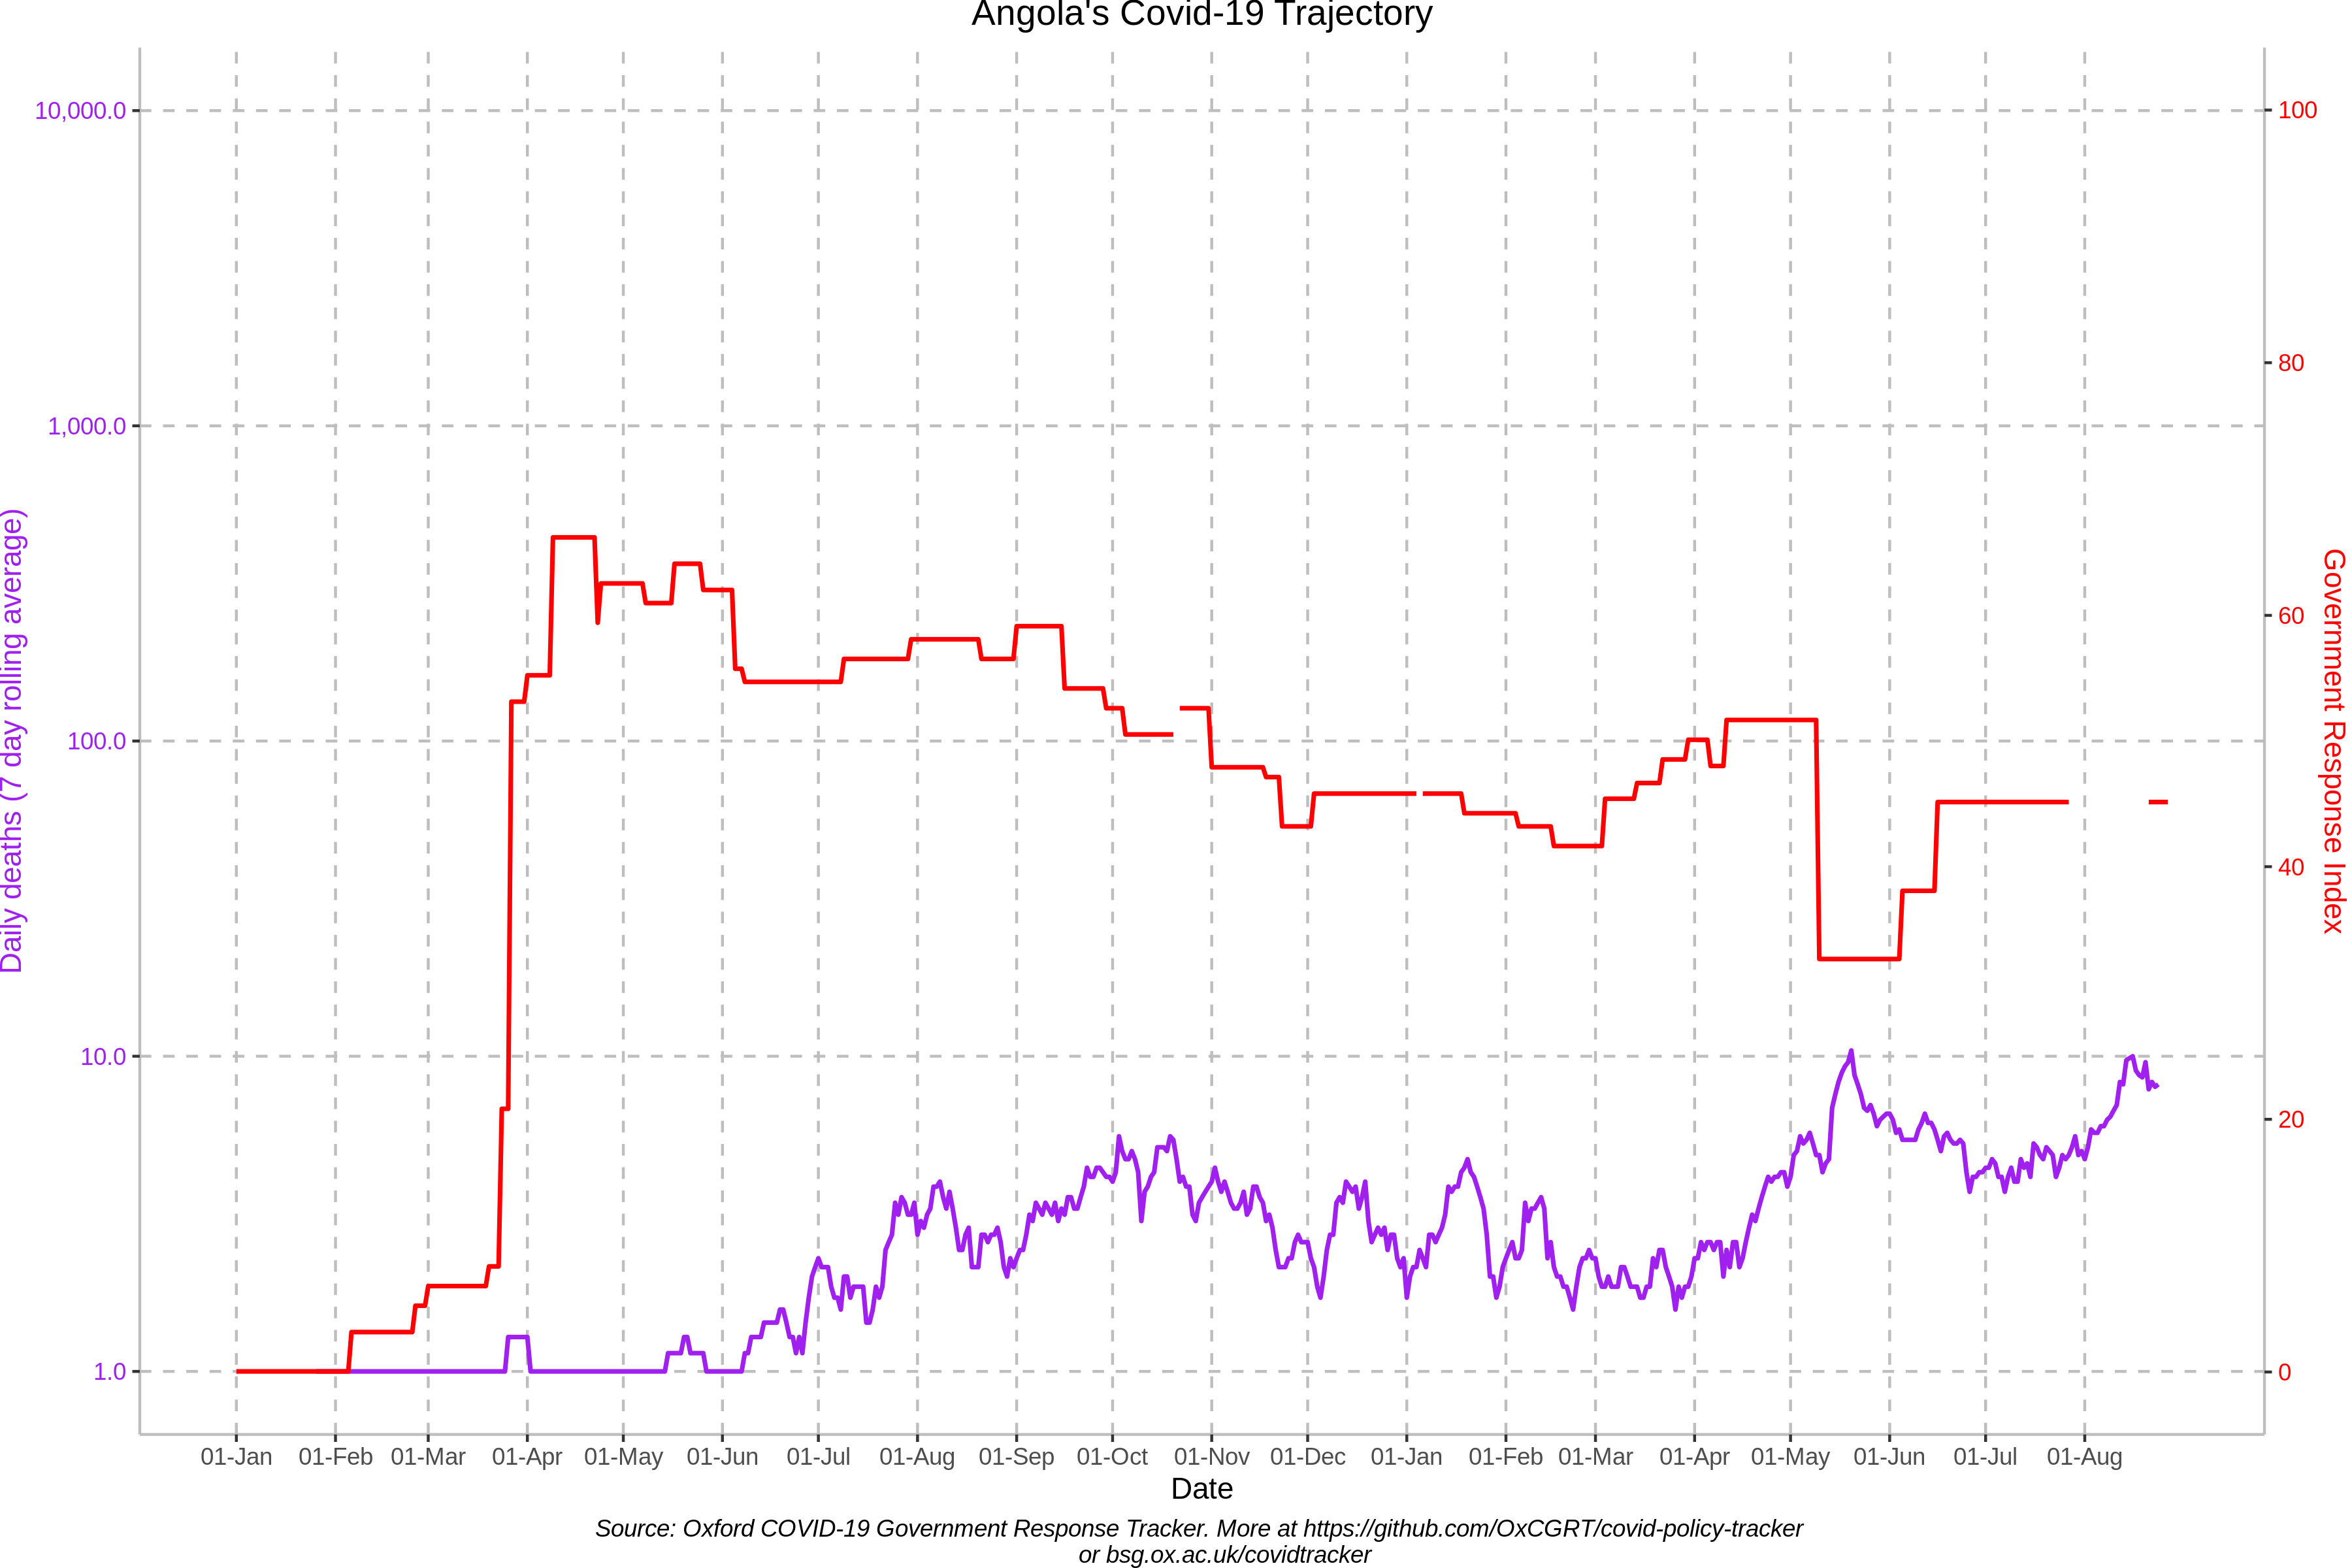 Angola's Covid-19 Trajectory
10,000.0
1,000.0
100.0
10.0
1.0
Daily deaths (7 day rolling average)
100
80
60
40
20
0
Government Response Index
01-Jan 01-Feb 01-Mar 01-Apr 01-May 01-Jun 01-Jul 01-Aug 01-Sep 01-Oct 01-Nov 01-Dec 01-Jan 01-Feb 01-Mar 01-Apr 01-May 01-Jun 01-Jul 01-Aug
Date
Source: Oxford COVID-19 Government Response Tracker. More at https://github.com/OxCGRT/covid-policy-tracker
or bsg.ox.ac.uk/covidtracker